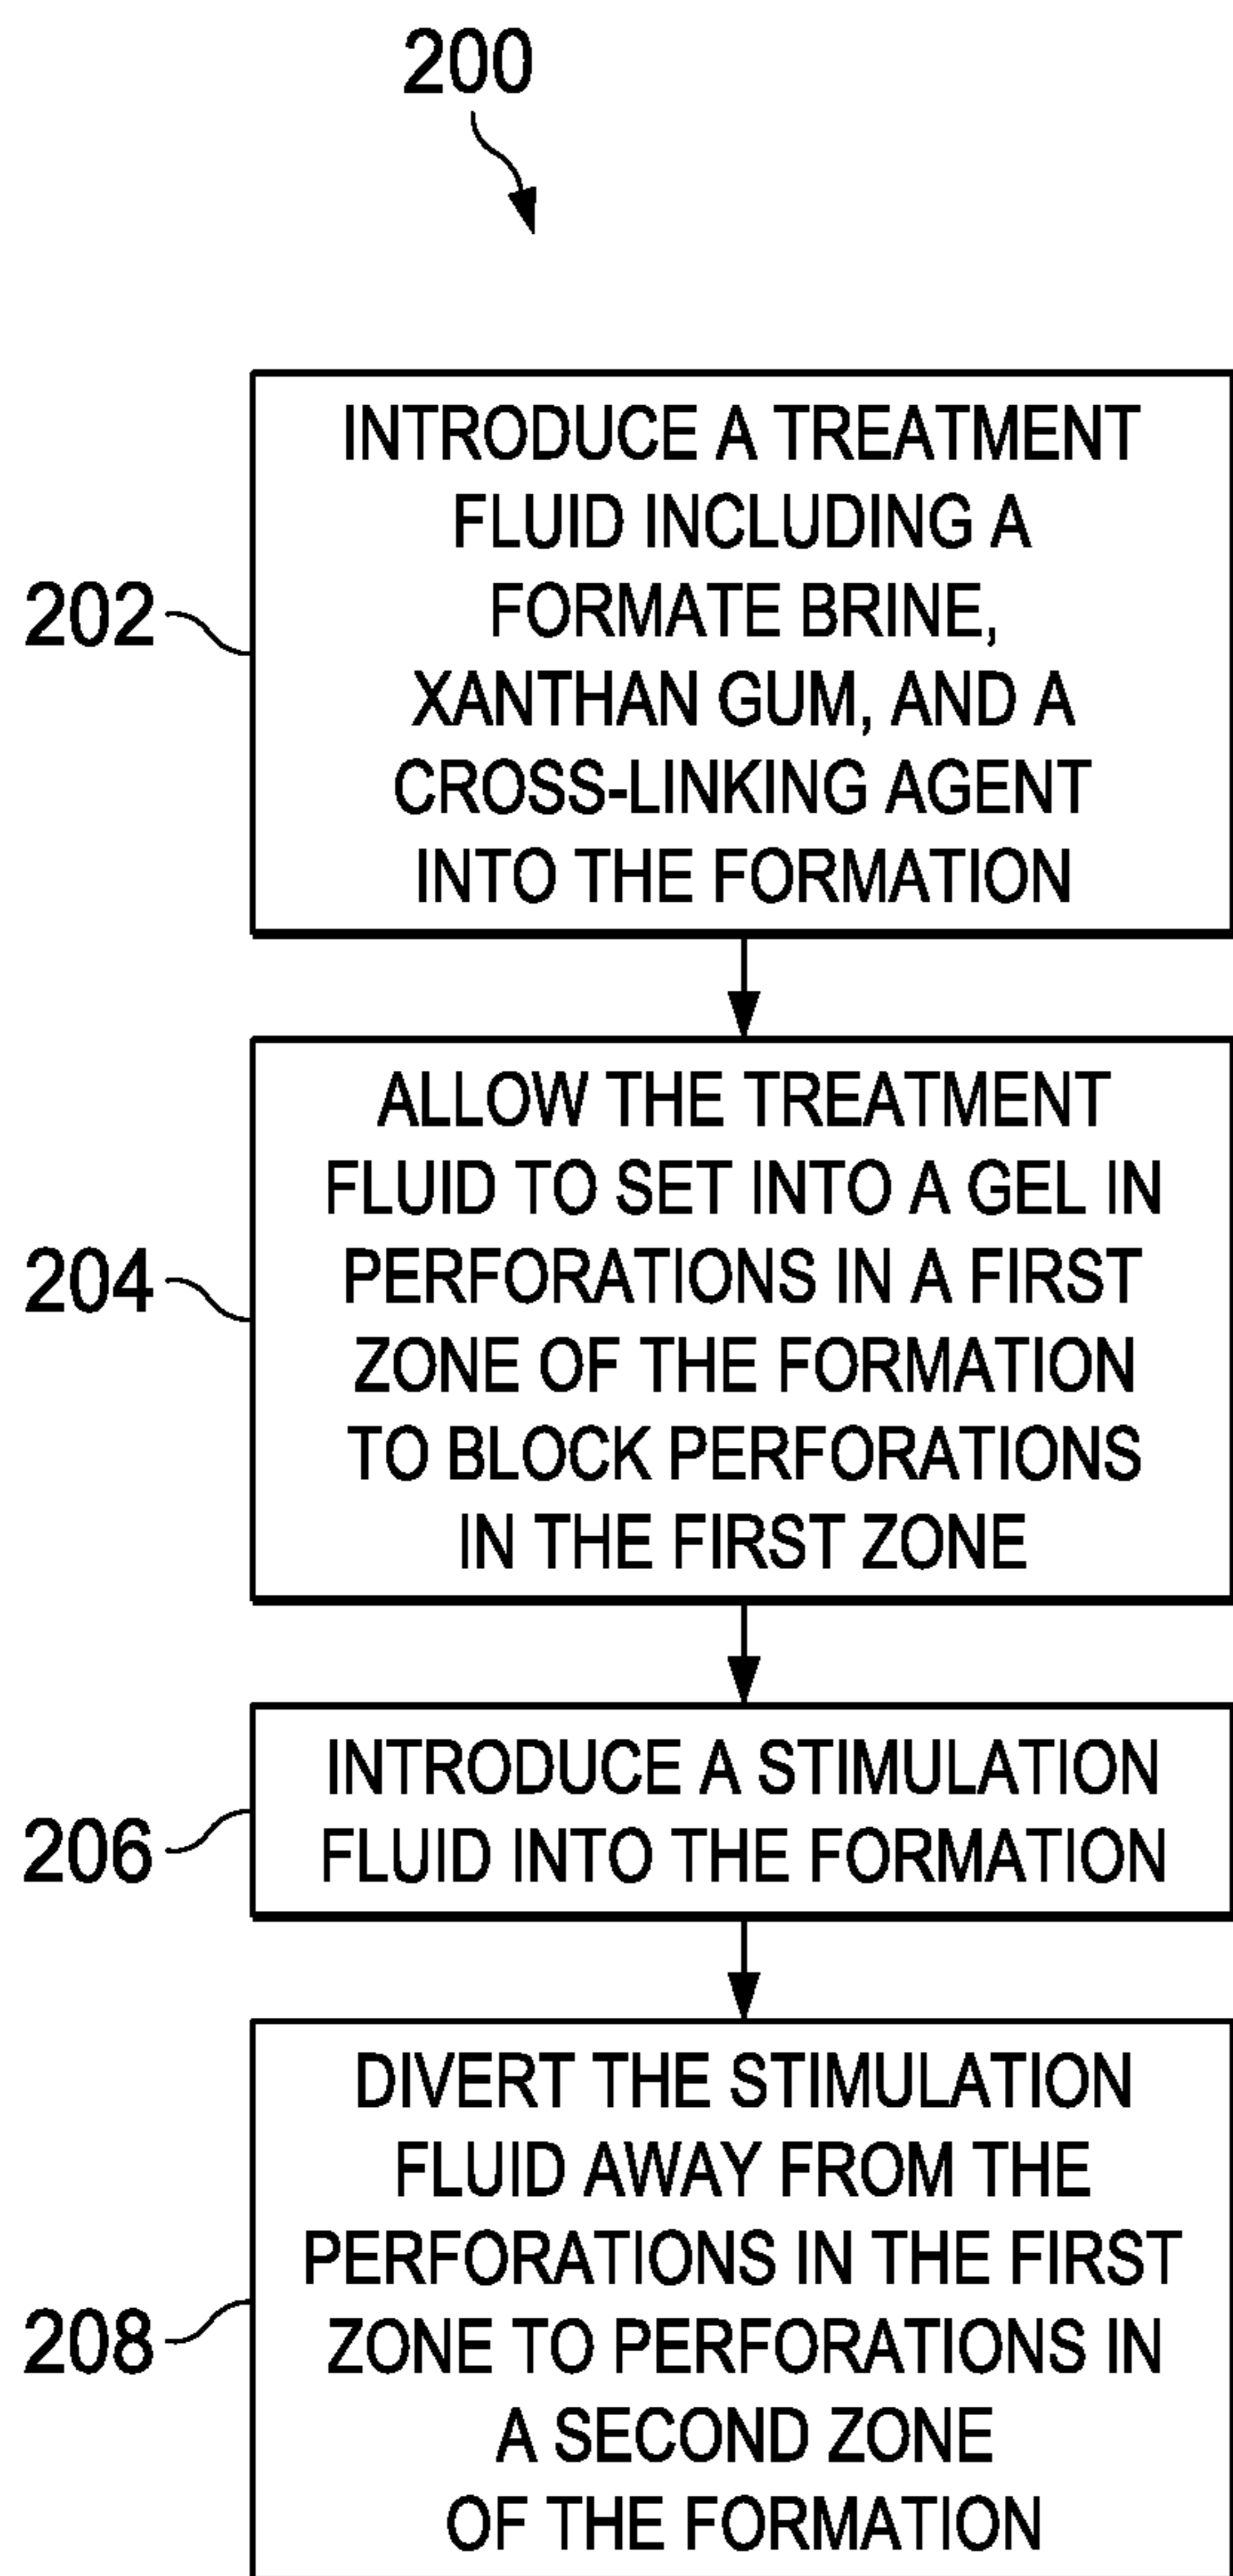 200
202
INTRODUCE A TREATMENT
FLUID INCLUDING A
FORMATE BRINE,
XANTHAN GUM, AND A
CROSS-LINKING AGENT
INTO THE FORMATION
204
ALLOW THE TREATMENT
FLUID TO SET INTO A GEL IN
PERFORATIONS IN A FIRST
ZONE OF THE FORMATION
TO BLOCK PERFORATIONS
IN THE FIRST ZONE
206
INTRODUCE A STIMULATION
FLUID INTO THE FORMATION
208
DIVERT THE STIMULATION
FLUID AWAY FROM THE
PERFORATIONS IN THE FIRST
ZONE TO PERFORATIONS IN
A SECOND ZONE
OF THE FORMATION